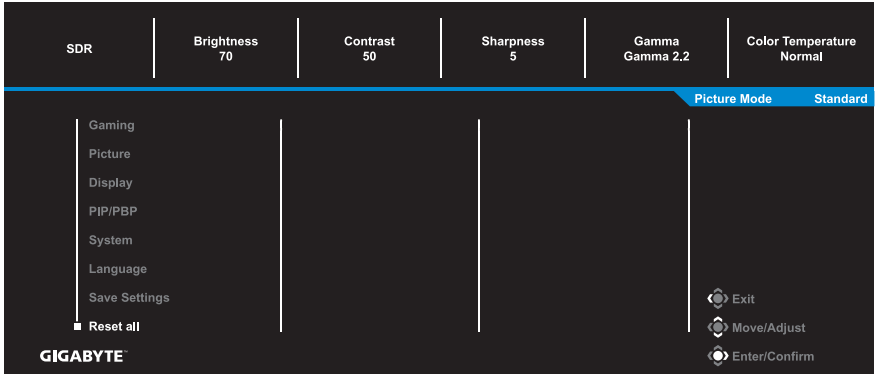 SDR
Brightness
70
Contrast
50
Sharpness
5
Gamma
Gamma 2.2
Color Temperature
Normal
Picture Mode Standard
Gaming
Picture
Display
PIP/PBP
System
Language
Save Settings
Reset all
Exit
Move/Adjust
Enter/Confirm
GIGABYTE™